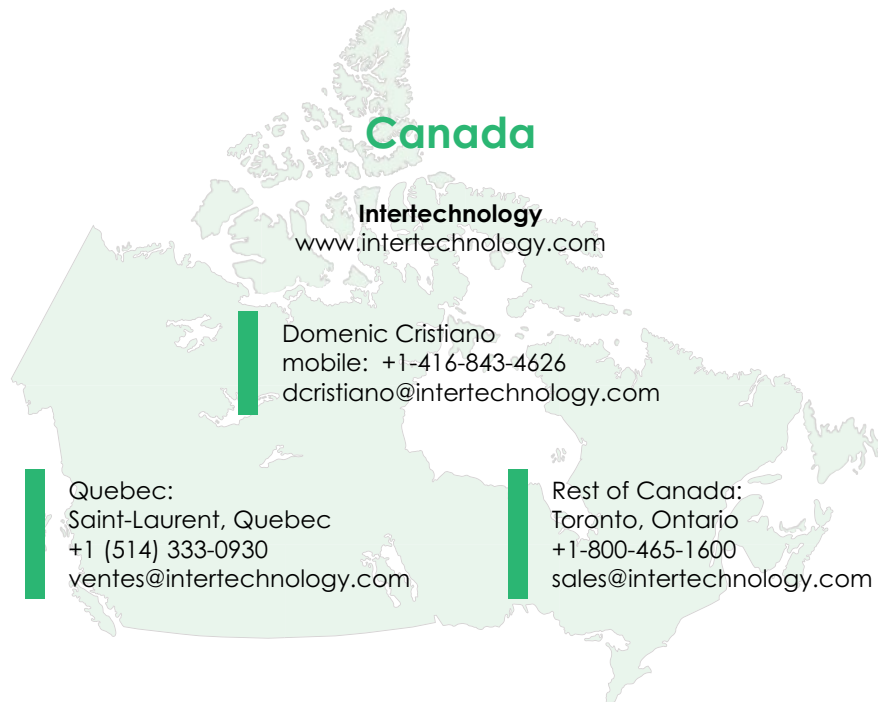 Canada
Intertechnology
www.intertechnology.com
Domenic Cristiano
mobile:  +1-416-843-4626
dcristiano@intertechnology.com
Quebec:
Saint-Laurent, Quebec
+1 (514) 333-0930
ventes@intertechnology.com
Rest of Canada:
Toronto, Ontario
+1-800-465-1600
sales@intertechnology.com